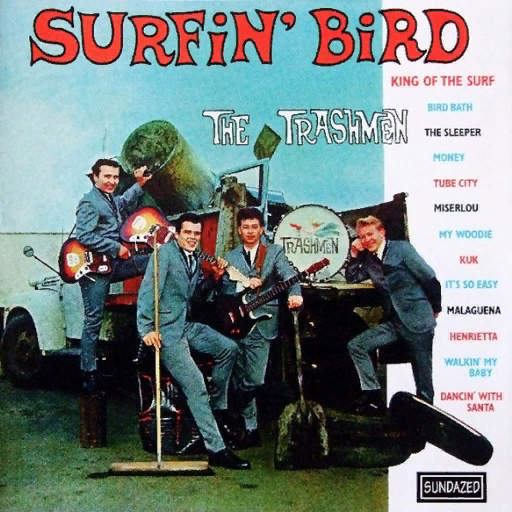 SURFiN' BiRD
KING OF THE SURF
THE TRASHMEN
BIRD BATH
THE SLEEPER
MONEY
TUBE CITY
MISERLOU
MY WOODIE
KUK
IT'S SO EASY
MALAGUENA
HENRIETTA
WALKIN' MY
BABY
DANCIN' WITH
SANTA
TRASHMEN
SUNDAZED